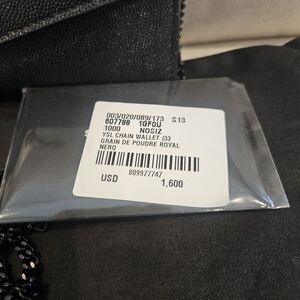 003/020/089/173 S13
607788 1GF0U
1000 NOSIZ
YSL CHAIN WALLET (33
GRAIN DE POUDRE ROYAL
NERO
809977747
USD 1,600